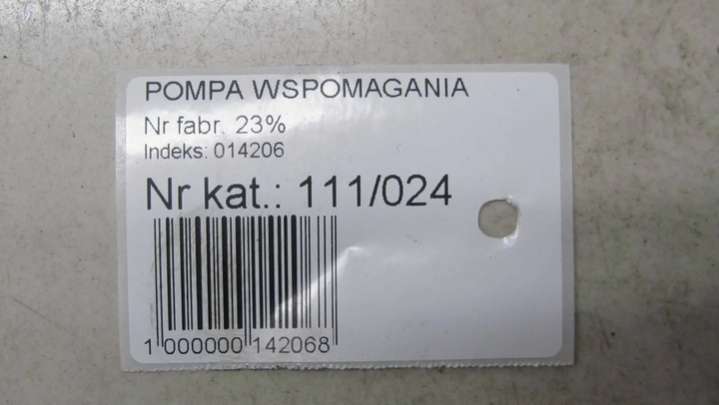 POMPA WSPOMAGANIA
Nr fabr. 23%
Indeks: 014206
Nr kat.: 111/024
1 000000 142068